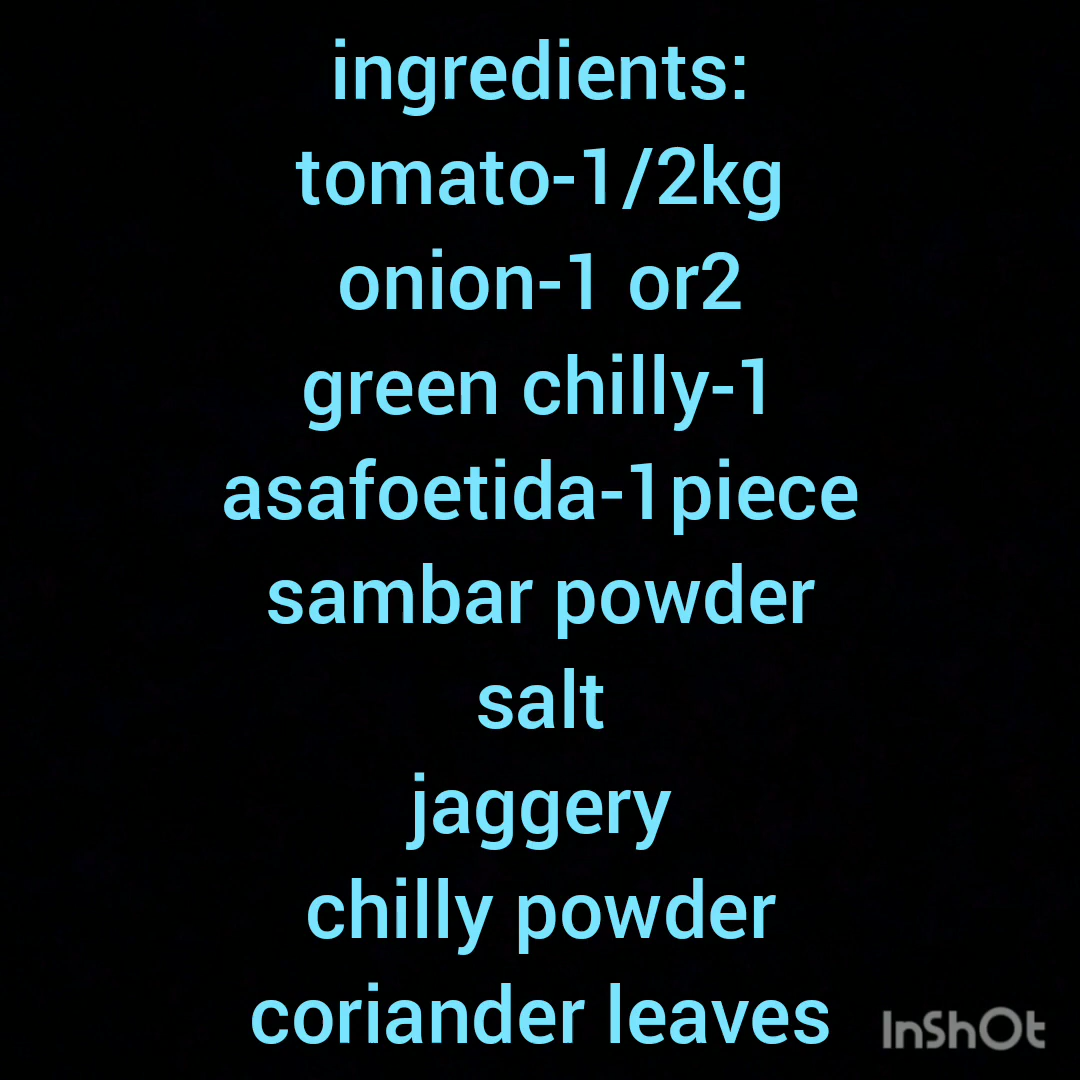 ingredients:
tomato-1/2kg
onion-1 or2
green chilly-1
asafoetida-1piece
sambar powder
salt
jaggery
chilly powder
coriander leaves
InShOt